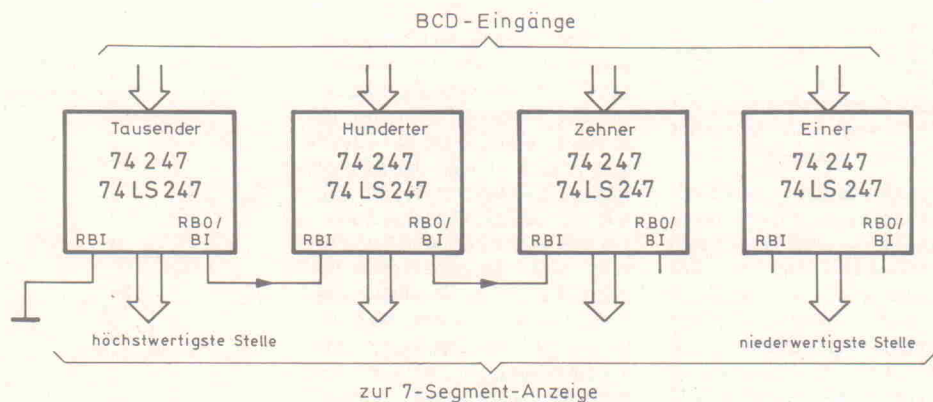 BCD-Eingänge
Tausender
74 247
74 LS 247
RBI
RBO/
BI
Hunderter
74 247
74 LS 247
RBI
RBO/
BI
Zehner
74 247
74 LS 247
RBI
RBO/
BI
Einer
74 247
74 LS 247
RBI
RBO/
BI
höchstwertigste Stelle
niederwertigste Stelle
zur 7-Segment-Anzeige